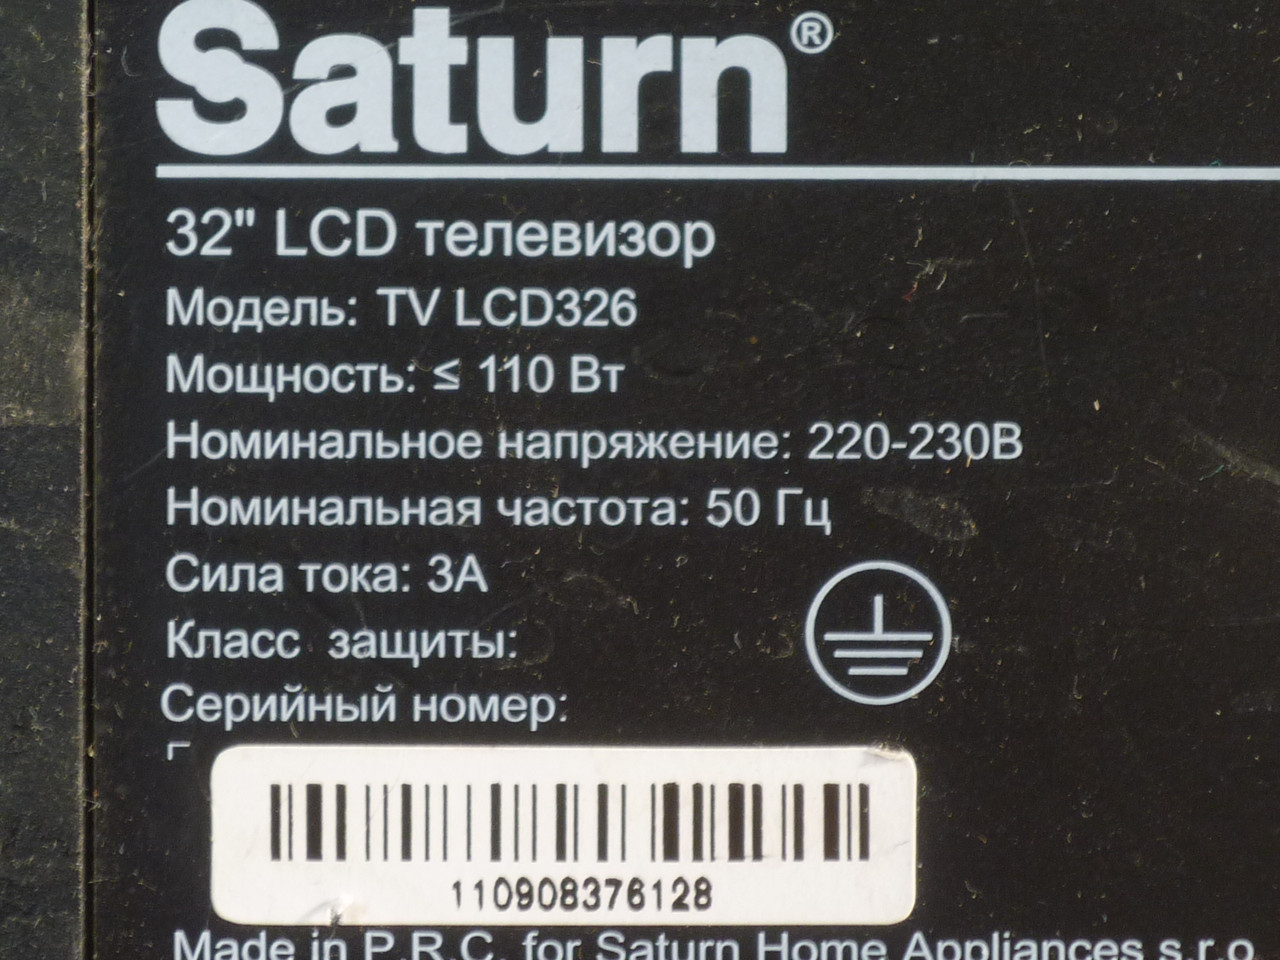 Saturn®
32" LCD телевизор
Модель: TV LCD326
Мощность: ≤ 110 Вт
Номинальное напряжение: 220-230В
Номинальная частота: 50 Гц
Сила тока: 3А
Класс защиты:
Серийный номер:
110908376128
Made in P.R.C. for Saturn Home Appliances s.r.o